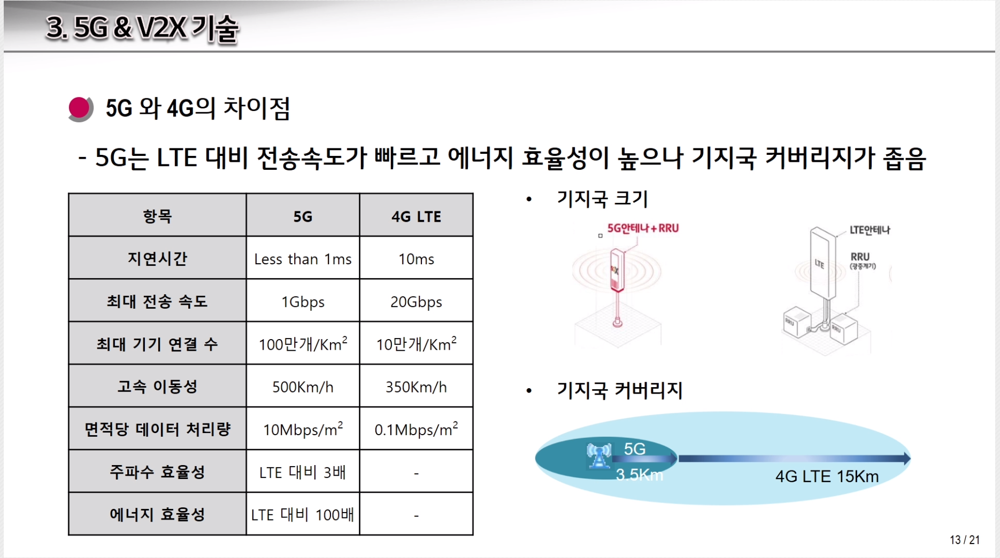 3. 5G & V2X 기술
5G 와 4G의 차이점
- 5G는 LTE 대비 전송속도가 빠르고 에너지 효율성이 높으나 기지국 커버리지가 좁음
항목 5G 4G LTE
지연시간 Less than 1ms 10ms
최대 전송 속도 1Gbps 20Gbps
최대 기기 연결 수 100만개/Km² 10만개/Km²
고속 이동성 500Km/h 350Km/h
면적당 데이터 처리량 10Mbps/m² 0.1Mbps/m²
주파수 효율성 LTE 대비 3배 -
에너지 효율성 LTE 대비 100배 -
• 기지국 크기
5G안테나+RRU
LTE안테나
RRU
(광중계기)
LTE
RRU
RRU
• 기지국 커버리지
5G
3.5Km
4G LTE 15Km
13 / 21